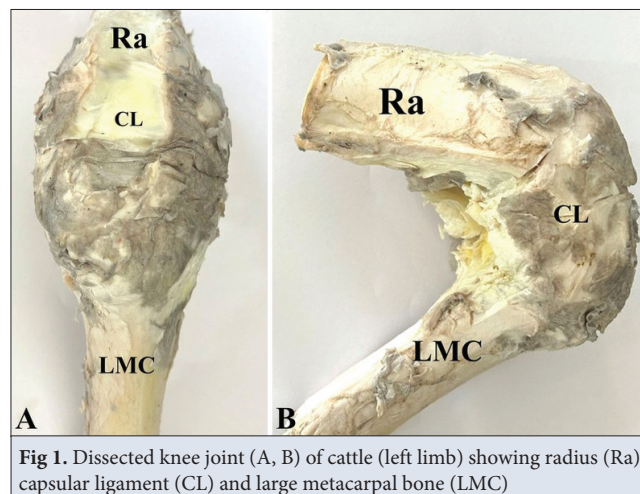 Ra
CL
LMC
A
Ra
CL
LMC
B
Fig 1. Dissected knee joint (A, B) of cattle (left limb) showing radius (Ra)
capsular ligament (CL) and large metacarpal bone (LMC)